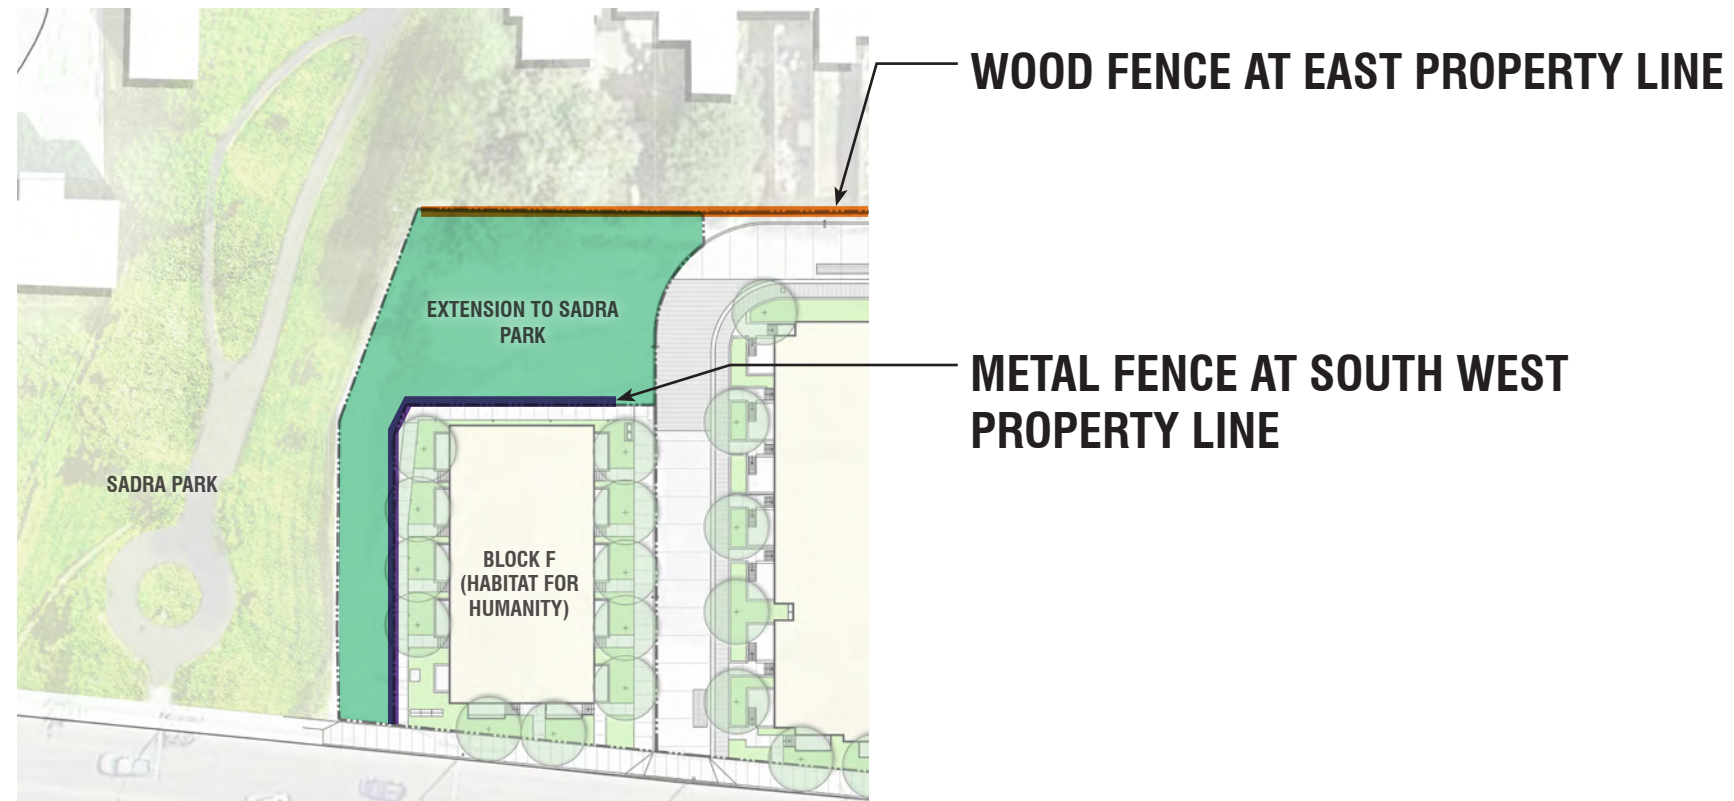 WOOD FENCE AT EAST PROPERTY LINE
EXTENSION TO SADRA
PARK
METAL FENCE AT SOUTH WEST
PROPERTY LINE
SADRA PARK
BLOCK F
(HABITAT FOR
HUMANITY)